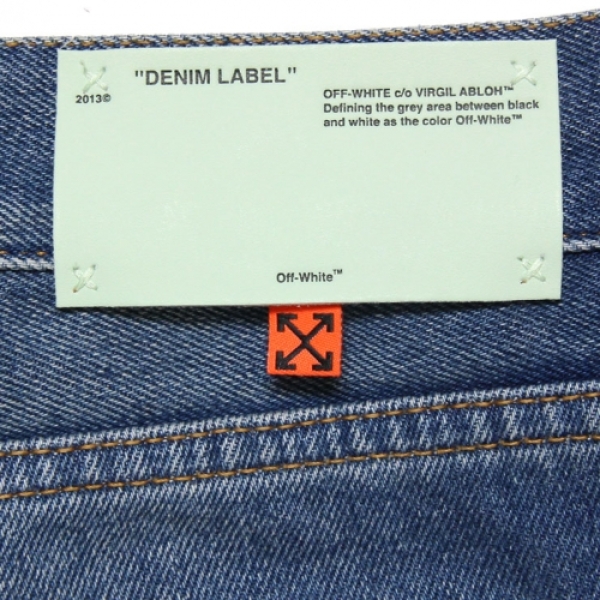 "DENIM LABEL"
2013©
OFF-WHITE c/o VIRGIL ABLOH™
Defining the grey area between black
and white as the color Off-White™
Off-White™